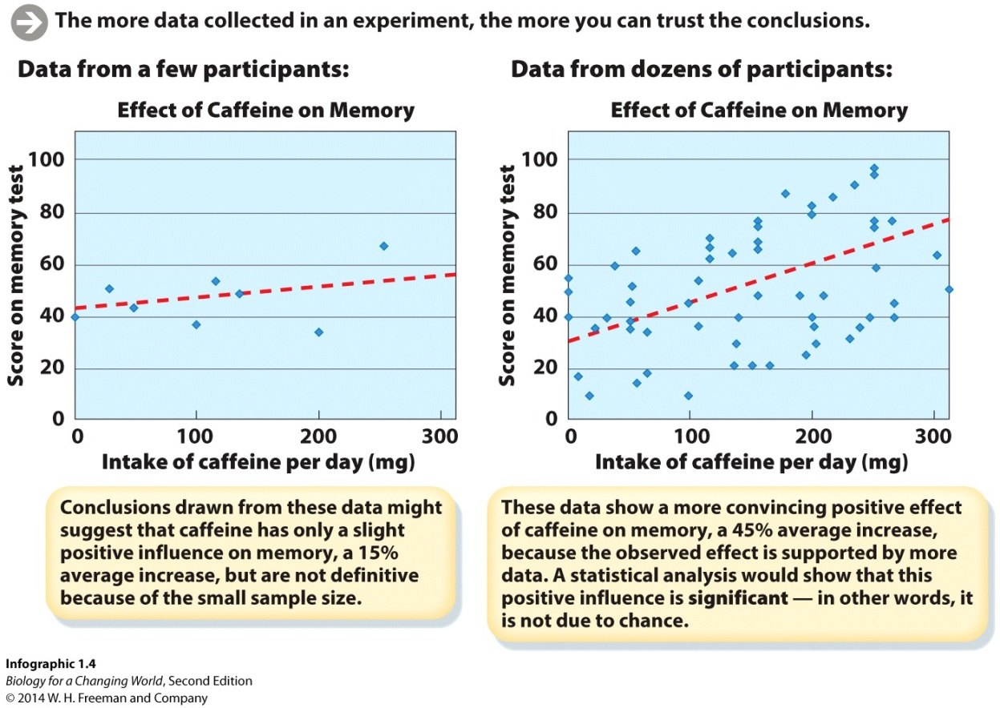 The more data collected in an experiment, the more you can trust the conclusions.
Data from a few participants:
Effect of Caffeine on Memory
Score on memory test
100
80
60
40
20
0
0 100 200 300
Intake of caffeine per day (mg)
Conclusions drawn from these data might
suggest that caffeine has only a slight
positive influence on memory, a 15%
average increase, but are not definitive
because of the small sample size.
Data from dozens of participants:
Effect of Caffeine on Memory
Score on memory test
100
80
60
40
20
0
0 100 200 300
Intake of caffeine per day (mg)
These data show a more convincing positive effect
of caffeine on memory, a 45% average increase,
because the observed effect is supported by more
data. A statistical analysis would show that this
positive influence is significant — in other words, it
is not due to chance.
Infographic 1.4
Biology for a Changing World, Second Edition
© 2014 W. H. Freeman and Company